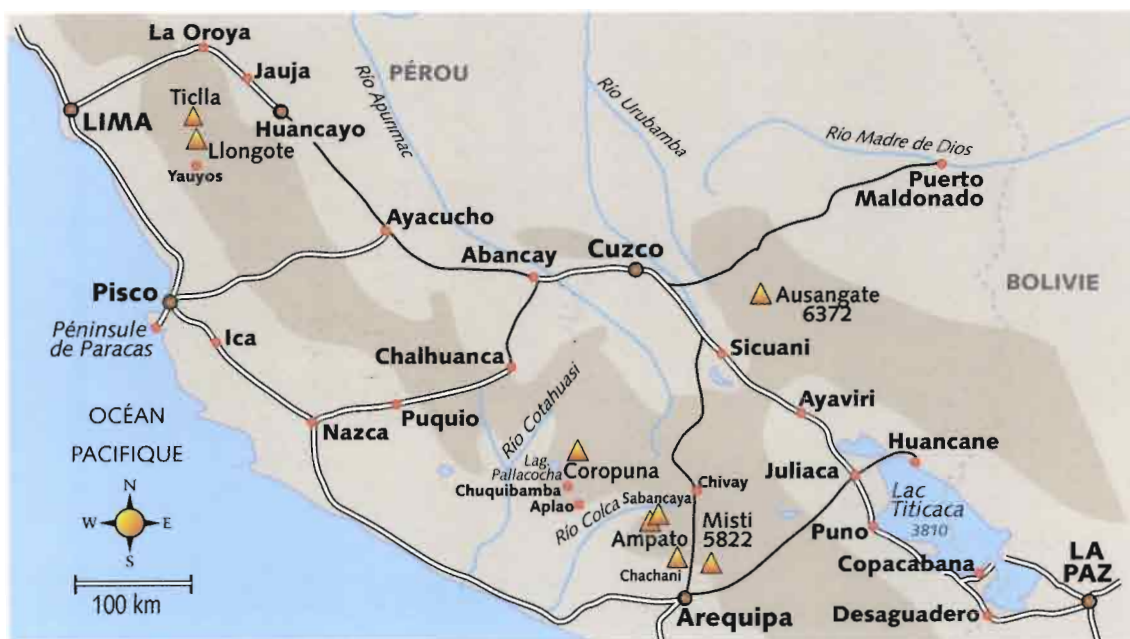 La Oroya
Jauja
PÉROU
Río Apurimac
Río Urubamba
LIMA
Ticlla
Huancayo
Llongote
Yauyos
Río Madre de Dios
Puerto
Maldonado
Ayacucho
Abancay
Cuzco
BOLIVIE
Pisco
Ausangate
6372
Péninsule
de Paracas
Ica
Chalhuanca
Sicuani
OCÉAN
PACIFIQUE
Nazca
Puquio
Río Cotahuasi
Ayaviri
Huancane
Lag.
Pallacocha
Coropuna
Chuquibamba
Aplao
Río Colca
Sabancaya
Chivay
Juliaca
Lac
Titicaca
3810
Ampato
Misti
5822
Puno
N
W
E
S
Chachani
Copacabana
LA
PAZ
100 km
Arequipa
Desaguadero